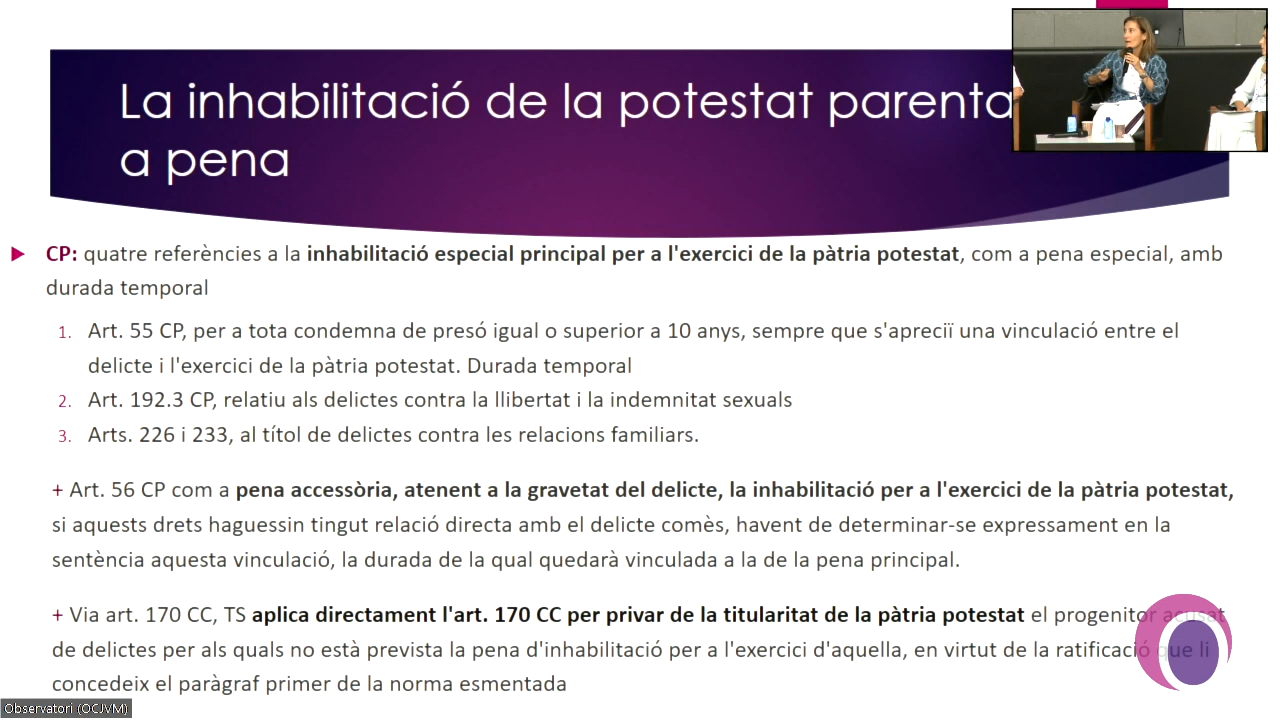 La inhabilitació de la potestat parenta
a pena
CP: quatre referències a la inhabilitació especial principal per a l'exercici de la pàtria potestat, com a pena especial, amb
durada temporal
1. Art. 55 CP, per a tota condemna de presó igual o superior a 10 anys, sempre que s'apreciï una vinculació entre el
delicte i l'exercici de la pàtria potestat. Durada temporal
2. Art. 192.3 CP, relatiu als delictes contra la llibertat i la indemnitat sexuals
3. Arts. 226 i 233, al títol de delictes contra les relacions familiars.
+ Art. 56 CP com a pena accessòria, atenent a la gravetat del delicte, la inhabilitació per a l'exercici de la pàtria potestat,
si aquests drets haguessin tingut relació directa amb el delicte comès, havent de determinar-se expressament en la
sentència aquesta vinculació, la durada de la qual quedarà vinculada a la de la pena principal.
+ Via art. 170 CC, TS aplica directament l'art. 170 CC per privar de la titularitat de la pàtria potestat el progenitor acusat
de delictes per als quals no està prevista la pena d'inhabilitació per a l'exercici d'aquella, en virtut de la ratificació que li
concedeix el paràgraf primer de la norma esmentada
Observatori (OCJVM)